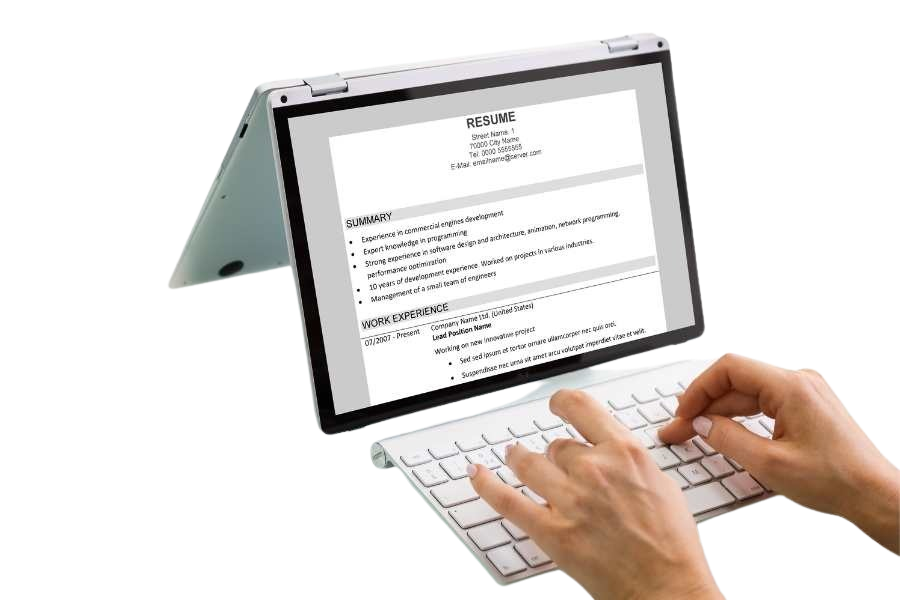 RESUME
Street Name. 1
70000 City Name
Tel. 0000 5555555
E-Mail: emailname@server.com
SUMMARY
• Experience in commercial engines development
• Expert knowledge in programming
• Strong experience in software design and architecture, animation, network programming,
performance optimization
• 10 years of development experience. Worked on projects in various industries.
• Management of a small team of engineers
WORK EXPERIENCE
07/2007 - Present Company Name Ltd. (United States)
Lead Position Name
Working on new innovative project
• Sed sed ipsum et tortor ornare ullamcorper nec quis orci.
• Suspendisse nec urna sit amet arcu volutpat imperdiet vitae et velit.